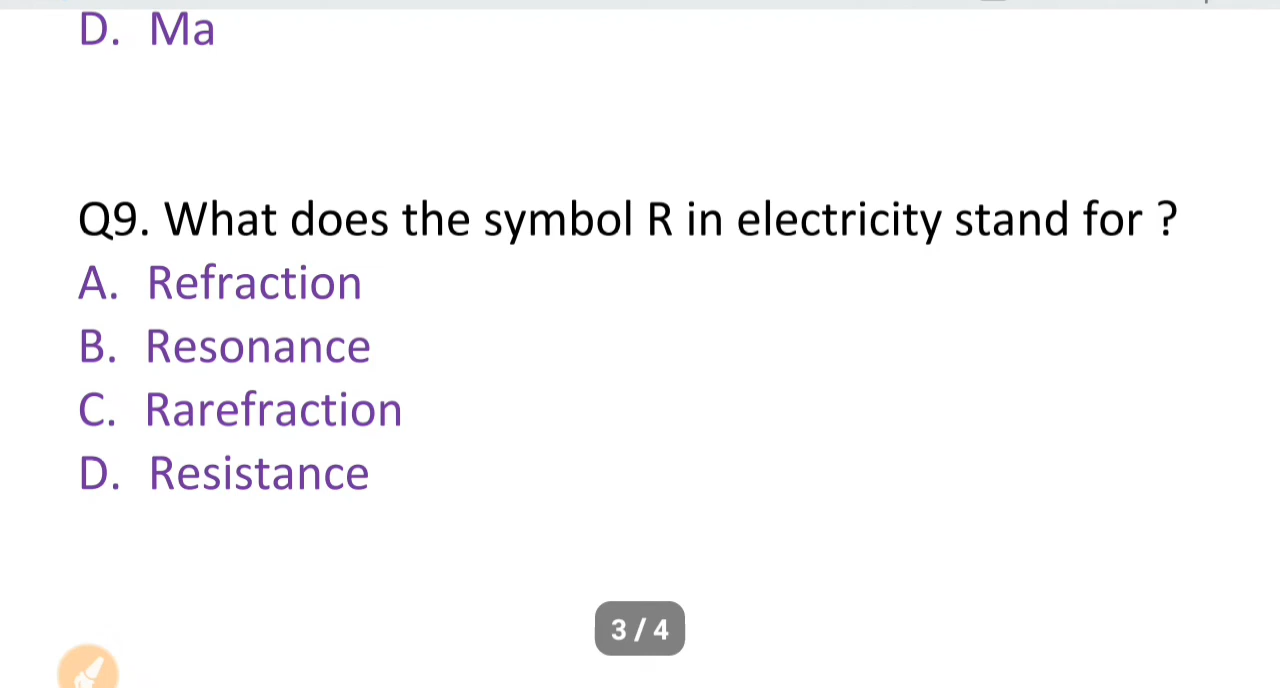 D. Ma
Q9. What does the symbol R in electricity stand for ?
A. Refraction
B. Resonance
C. Rarefraction
D. Resistance
3 / 4